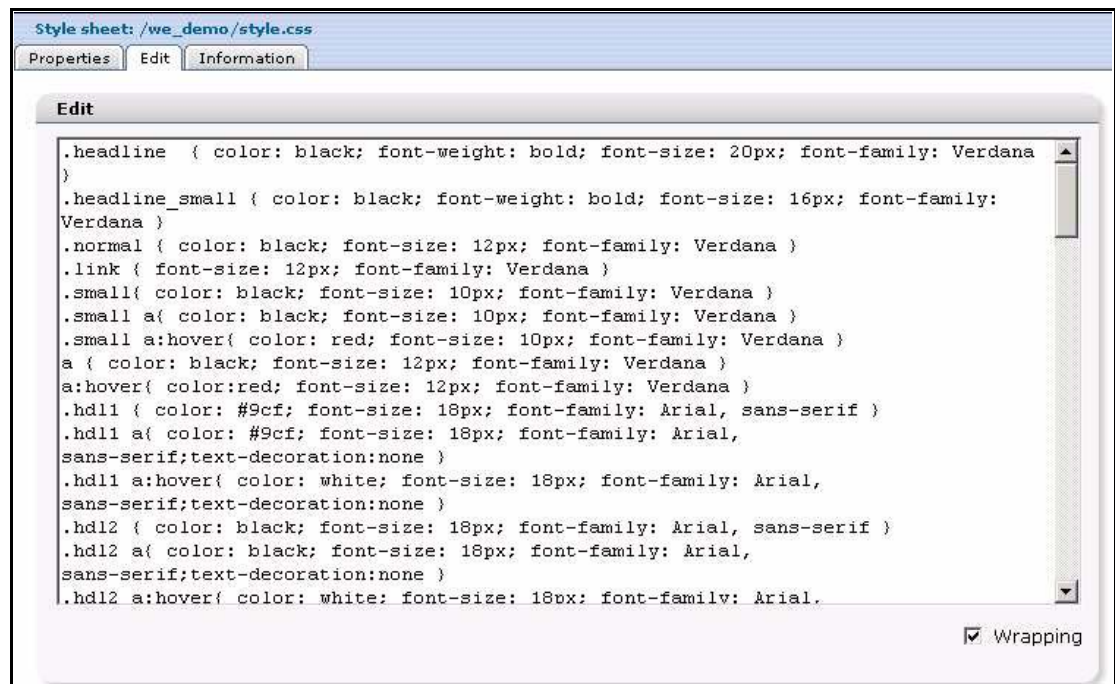 Style sheet: /we_demo/style.css
Properties Edit Information
Edit
.headline  { color: black; font-weight: bold; font-size: 20px; font-family: Verdana
}
.headline_small { color: black; font-weight: bold; font-size: 16px; font-family:
Verdana }
.normal { color: black; font-size: 12px; font-family: Verdana }
.link { font-size: 12px; font-family: Verdana }
.small{ color: black; font-size: 10px; font-family: Verdana }
.small a{ color: black; font-size: 10px; font-family: Verdana }
.small a:hover{ color: red; font-size: 10px; font-family: Verdana }
a { color: black; font-size: 12px; font-family: Verdana }
a:hover{ color:red; font-size: 12px; font-family: Verdana }
.hdl1 { color: #9cf; font-size: 18px; font-family: Arial, sans-serif }
.hdl1 a{ color: #9cf; font-size: 18px; font-family: Arial,
sans-serif;text-decoration:none }
.hdl1 a:hover{ color: white; font-size: 18px; font-family: Arial,
sans-serif;text-decoration:none }
.hdl2 { color: black; font-size: 18px; font-family: Arial, sans-serif }
.hdl2 a{ color: black; font-size: 18px; font-family: Arial,
sans-serif;text-decoration:none }
.hdl2 a:hover{ color: white; font-size: 18px; font-family: Arial,
Wrapping